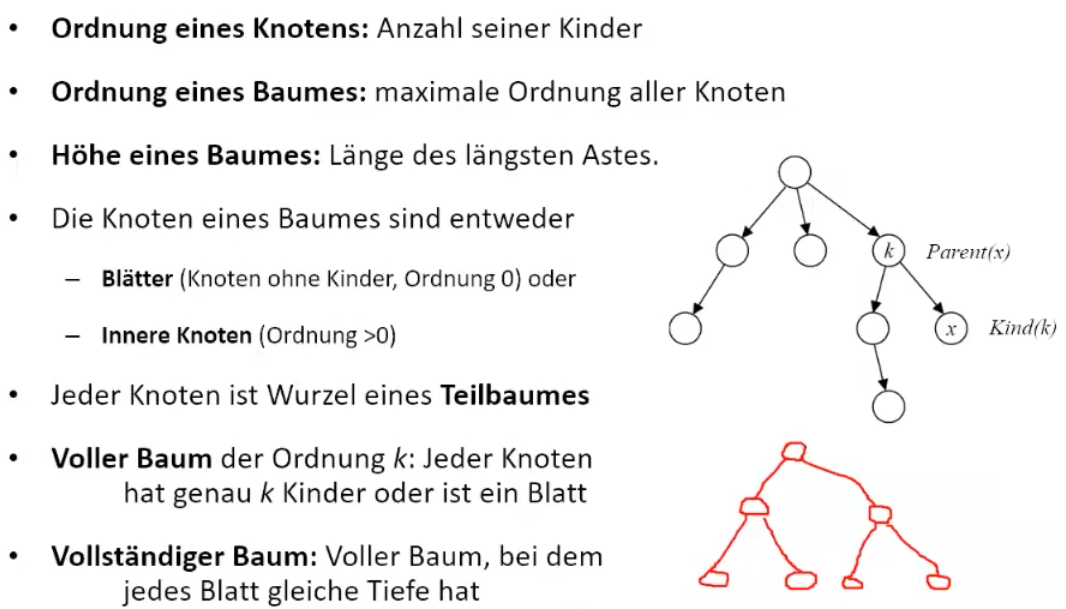 • Ordnung eines Knotens: Anzahl seiner Kinder
• Ordnung eines Baumes: maximale Ordnung aller Knoten
• Höhe eines Baumes: Länge des längsten Astes.
• Die Knoten eines Baumes sind entweder
– Blätter (Knoten ohne Kinder, Ordnung 0) oder
– Innere Knoten (Ordnung >0)
• Jeder Knoten ist Wurzel eines Teilbaumes
• Voller Baum der Ordnung k: Jeder Knoten
hat genau k Kinder oder ist ein Blatt
• Vollständiger Baum: Voller Baum, bei dem
jedes Blatt gleiche Tiefe hat
k Parent(x)
x Kind(k)